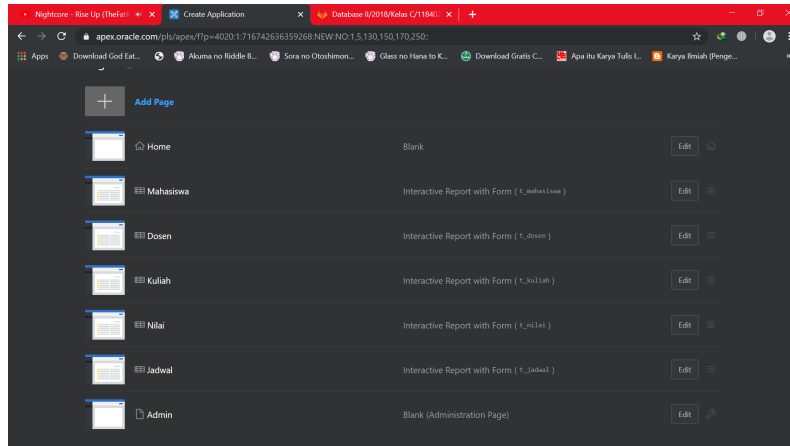 Nightcore - Rise Up (TheFatR
Create Application
Database II/2018/Kelas C/118402
apex.oracle.com/pls/apex/f?p=4020:1:716742636359268:NEW:NO:1,5,130,150,170,250::
Apps
Download God Eat...
Akuma no Riddle B...
Sora no Otoshimon...
Glass no Hana to K...
Download Gratis C...
Apa itu Karya Tulis I...
Karya Ilmiah (Penge...
Add Page
Home Blank Edit
Mahasiswa Interactive Report with Form ( t_mahasiswa ) Edit
Dosen Interactive Report with Form ( t_dosen ) Edit
Kuliah Interactive Report with Form ( t_kuliah ) Edit
Nilai Interactive Report with Form ( t_nilai ) Edit
Jadwal Interactive Report with Form ( t_jadwal ) Edit
Admin Blank (Administration Page) Edit